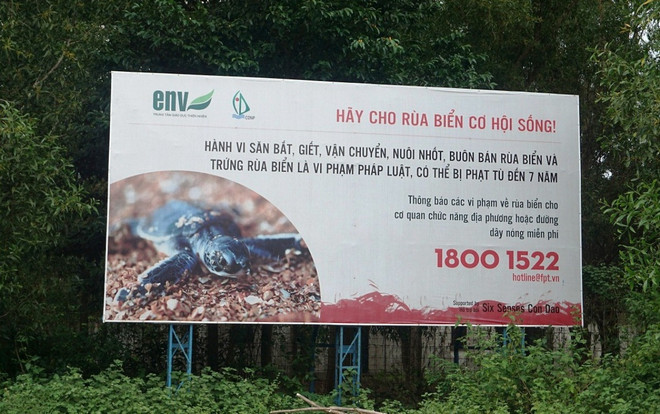 env
HÃY CHO RÙA BIỂN CƠ HỘI SỐNG!
HÀNH VI SĂN BẮT, GIẾT, VẬN CHUYỂN, NUÔI NHỐT, BUÔN BÁN RÙA BIỂN VÀ
TRỨNG RÙA BIỂN LÀ VI PHẠM PHÁP LUẬT, CÓ THỂ BỊ PHẠT TÙ ĐẾN 7 NĂM
Thông báo các vi phạm về rùa biển cho
cơ quan chức năng địa phương hoặc đường
dây nóng miễn phí
1800 1522
hotline@fpt.vn
Supported by
Six Senses Con Dao